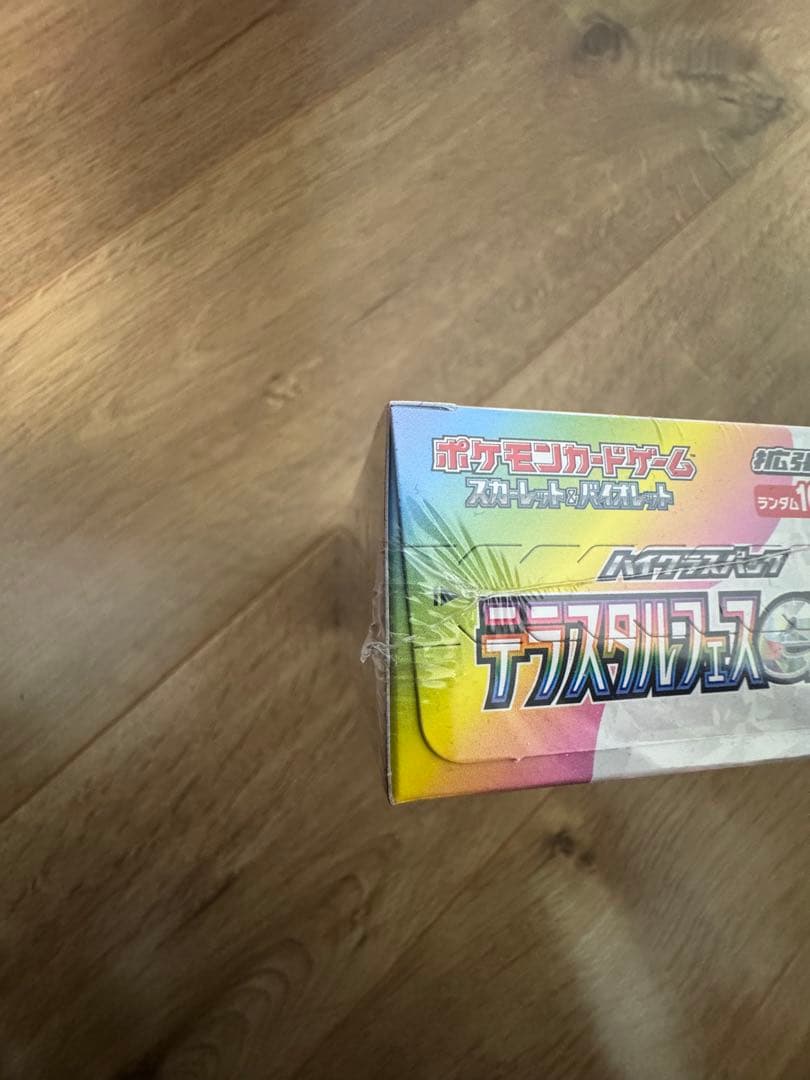 ポケモンカードゲーム
スカーレット&バイオレット
拡張
ランダム10
ハイクラスパック
テラスタルフェス